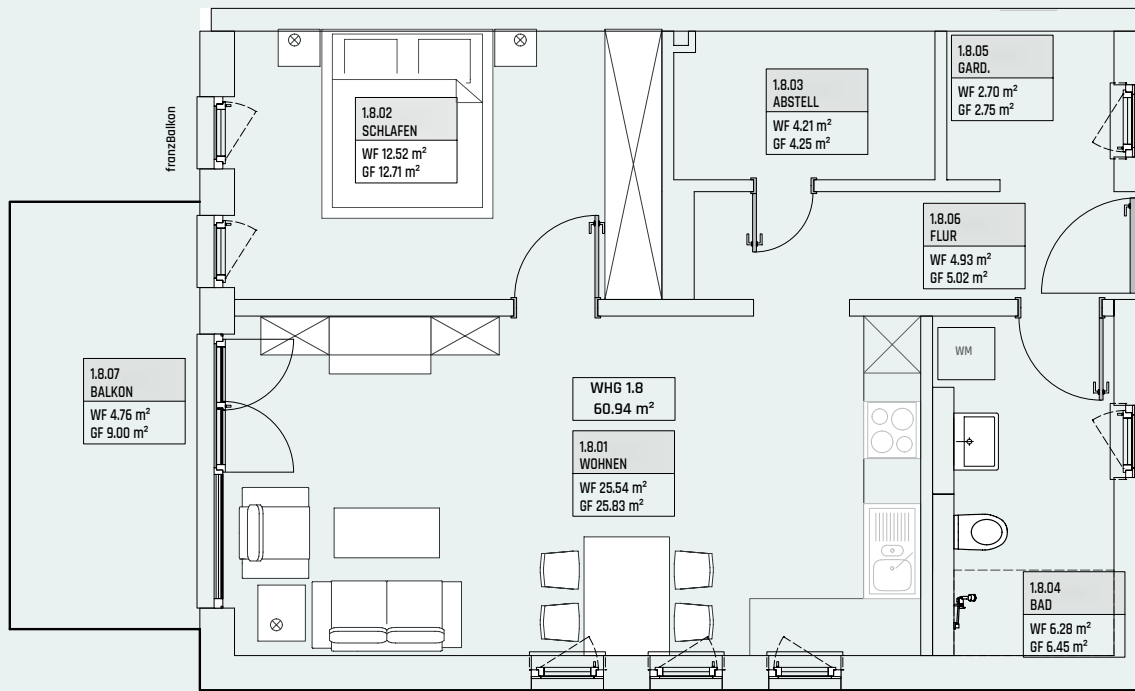 1.8.05
GARD.
WF 2.70 m²
GF 2.75 m²
1.8.03
ABSTELL
WF 4.21 m²
GF 4.25 m²
1.8.02
SCHLAFEN
WF 12.52 m²
GF 12.71 m²
franzBalkon
1.8.06
FLUR
WF 4.93 m²
GF 5.02 m²
WM
1.8.07
BALKON
WF 4.76 m²
GF 9.00 m²
WHG 1.8
60.94 m²
1.8.01
WOHNEN
WF 25.54 m²
GF 25.83 m²
1.8.04
BAD
WF 6.28 m²
GF 6.45 m²